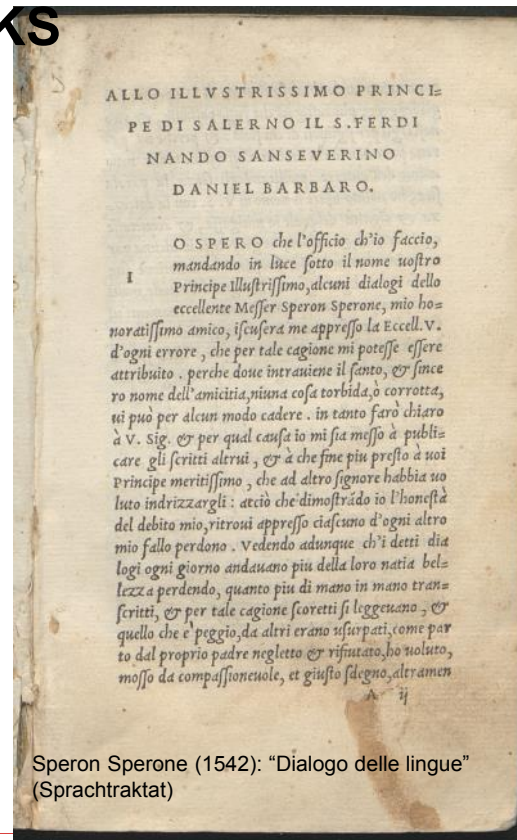 KS
ALLO ILLVSTRISSIMO PRINCI=
PE DI SALERNO IL S.FERDI
NANDO SANSEVERINO
DANIEL BARBARO.
I
O SPERO che l'officio ch'io faccio,
mandando in luce sotto il nome uostro
Principe Illustrissimo,alcuni dialogi dello
eccellente Messer Speron Sperone, mio ho=
noratissimo amico, iscusera me appresso la Eccell.V.
d'ogni errore , che per tale cagione mi potesse essere
attribuito . perche doue intrauiene il santo, & since
ro nome dell'amicitia,niuna cosa torbida,ò corrotta,
ui può per alcun modo cadere . in tanto farò chiaro
à V. Sig. & per qual causa io mi sia messo à publi=
care gli scritti altrui , & à che fine piu presto à uoi
Principe meritissimo , che ad altro signore habbia uo
luto indrizzargli : acciò che dimostrãdo io l'honestà
del debito mio,ritroui appresso ciascuno d'ogni altro
mio fallo perdono . Vedendo adunque ch'i detti dia
logi ogni giorno andauano piu della loro natia bel=
lezza perdendo, quanto piu di mano in mano tran=
scritti, & per tale cagione scoretti si leggeuano , &
quello che e' peggio,da altri erano usurpati,come par
to dal proprio padre negletto & rifiutato,ho uoluto,
mosso da compassioneuole, et giusto sdegno,altramen
A ij
Speron Sperone (1542): “Dialogo delle lingue”
(Sprachtraktat)